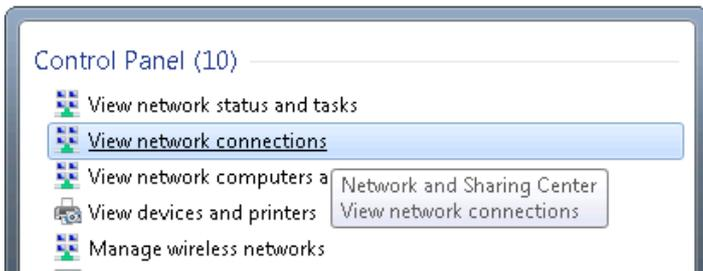 Control Panel (10)
View network status and tasks
View network connections
View network computers a
Network and Sharing Center
View devices and printers
View network connections
Manage wireless networks